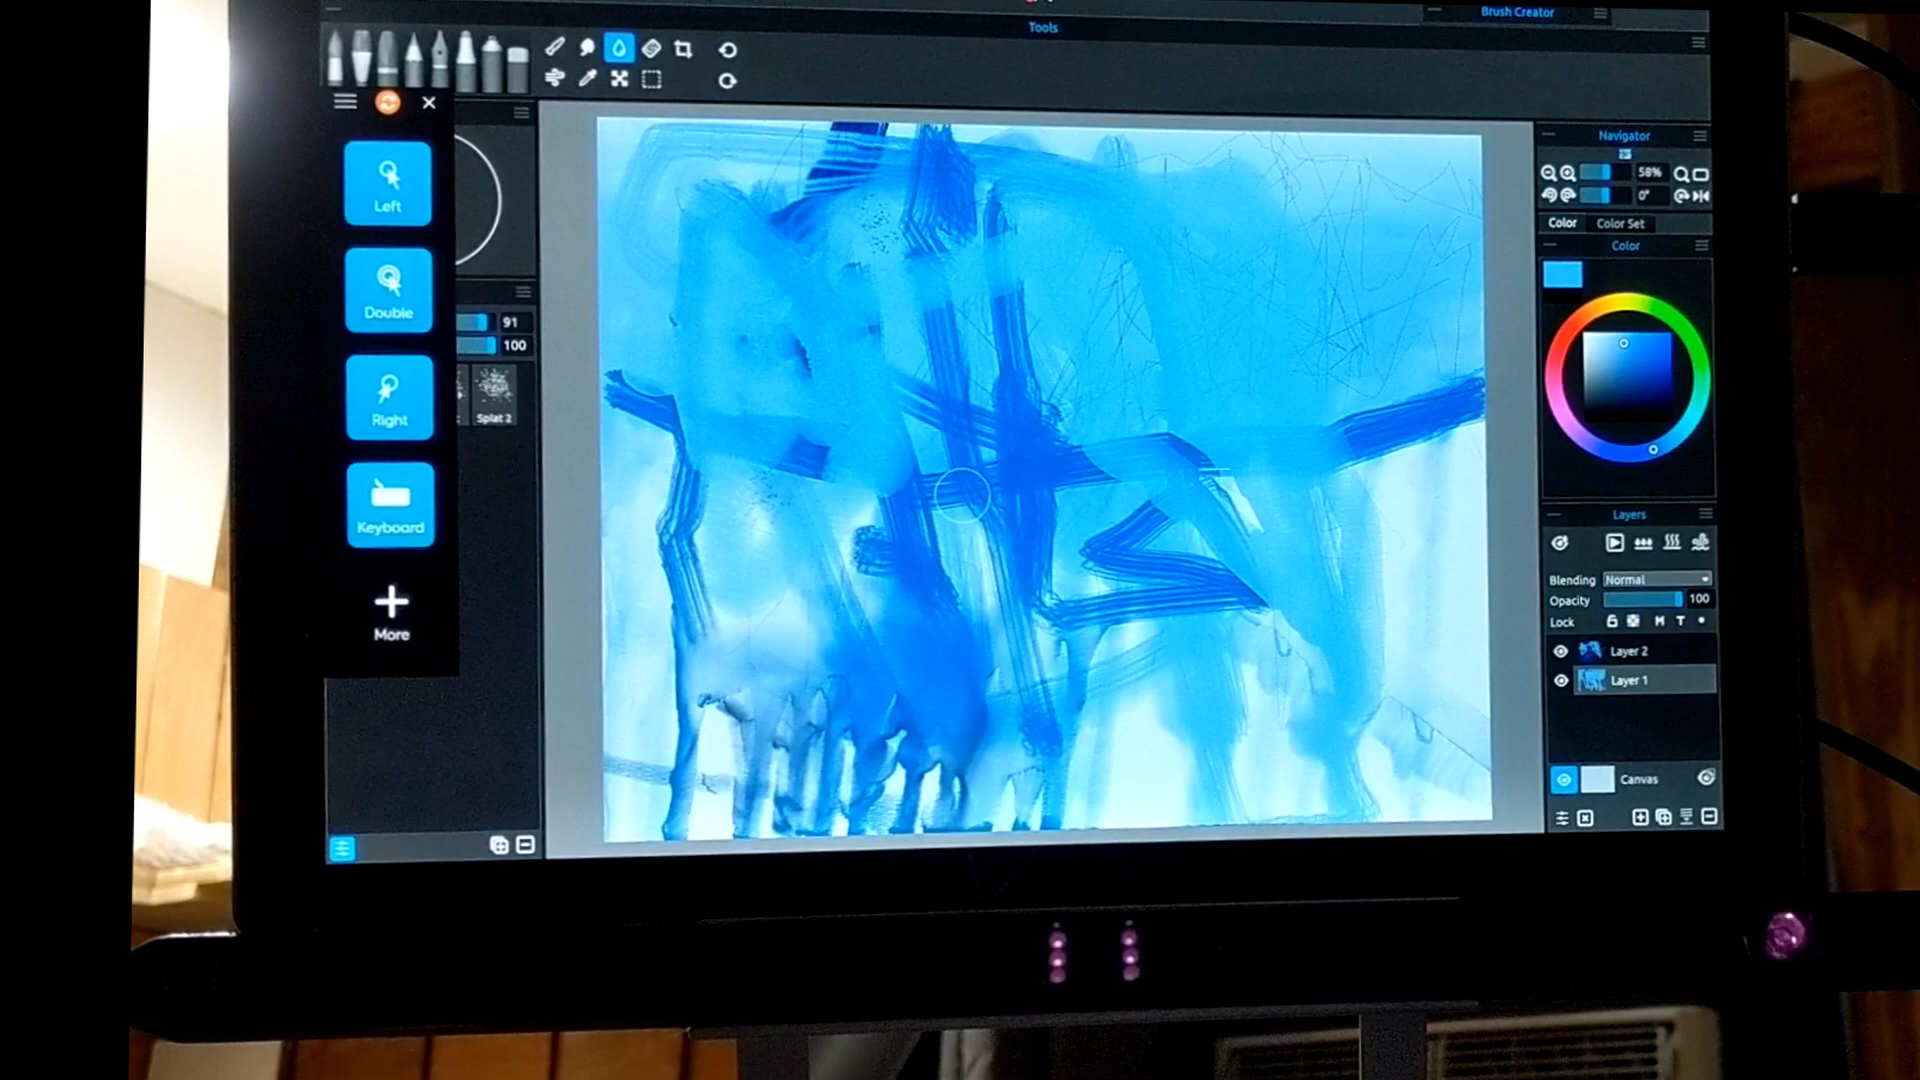 Brush Creator
Tools
Left
Double
Right
Keyboard
More
91
100
Splat 2
Navigator
58%
0°
Color Color Set
Color
Layers
Blending Normal
Opacity 100
Lock M T
Layer 2
Layer 1
Canvas